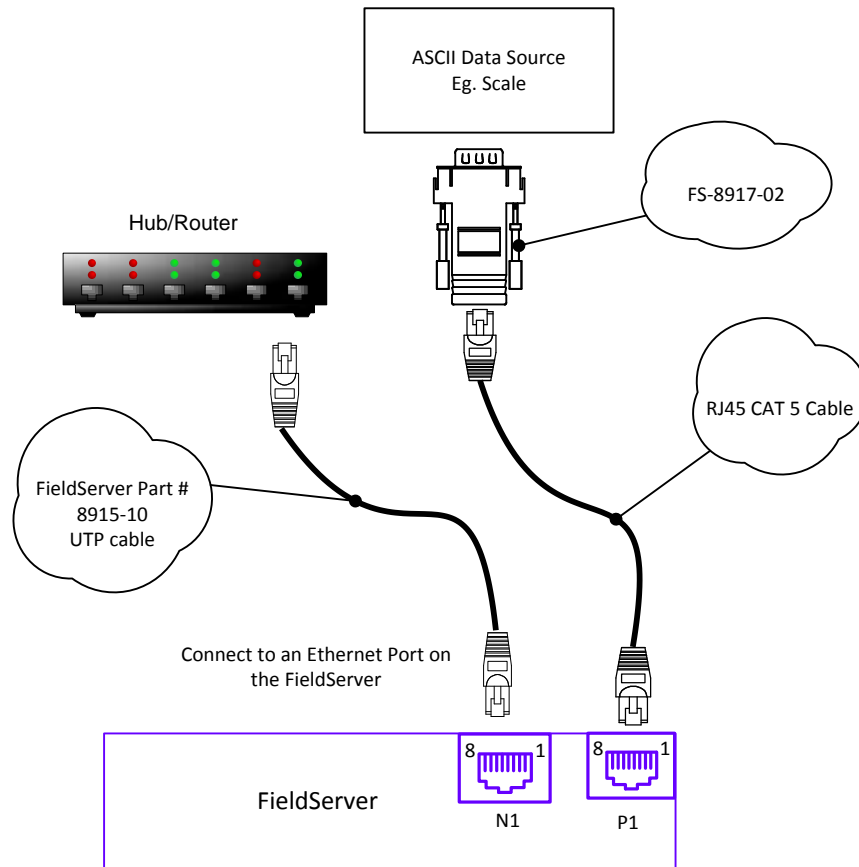 ASCII Data Source
Eg. Scale
FS-8917-02
Hub/Router
RJ45 CAT 5 Cable
FieldServer Part #
8915-10
UTP cable
Connect to an Ethernet Port on
the FieldServer
8 1
8 1
FieldServer
N1
P1